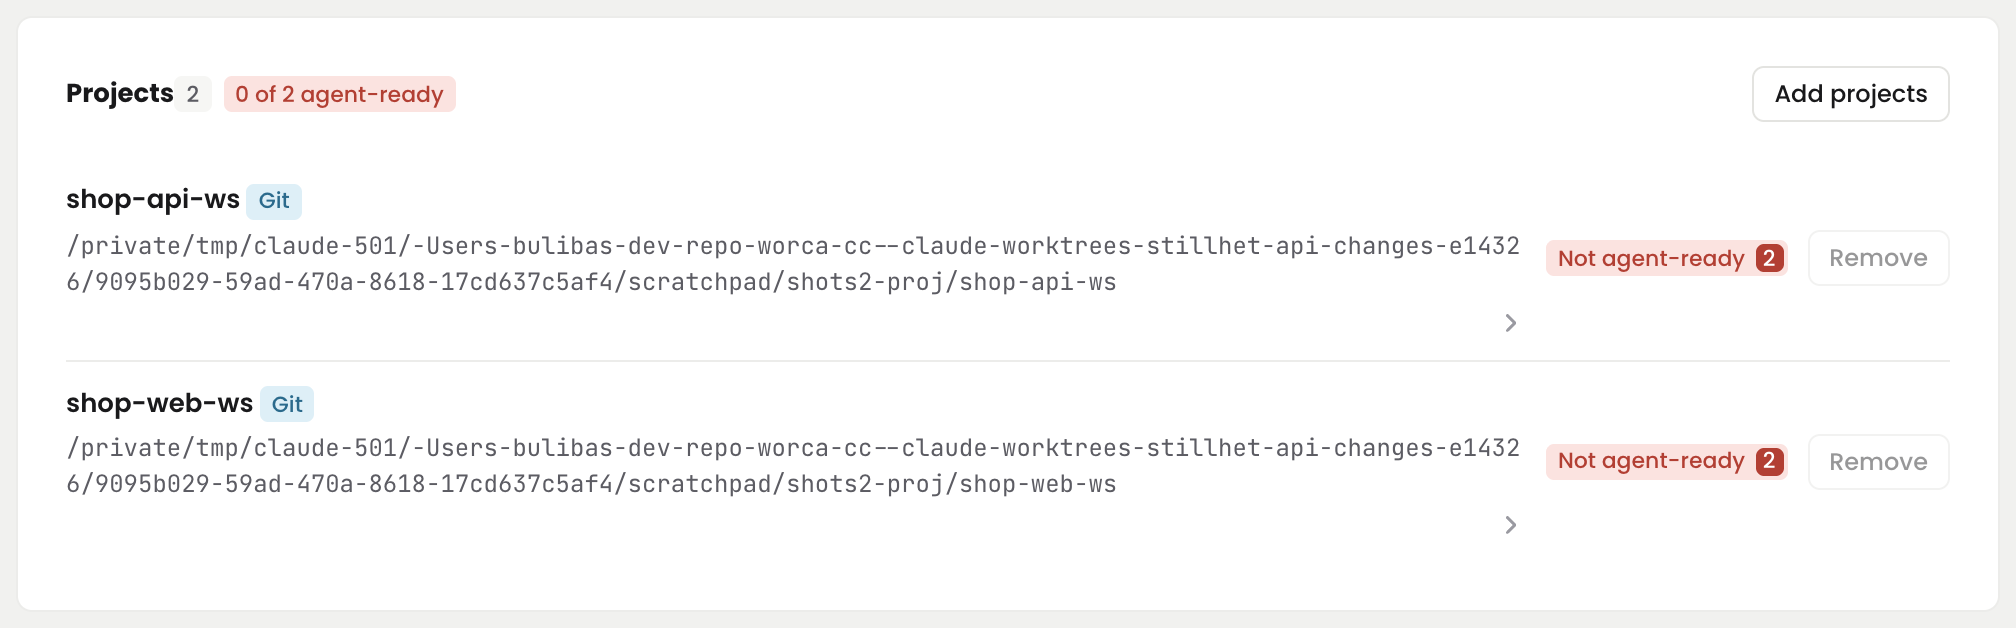 Projects 2 0 of 2 agent-ready Add projects
shop-api-ws Git
/private/tmp/claude-501/-Users-bulibas-dev-repo-worca-cc--claude-worktrees-stillhet-api-changes-e1432
6/9095b029-59ad-470a-8618-17cd637c5af4/scratchpad/shots2-proj/shop-api-ws
Not agent-ready 2 Remove
shop-web-ws Git
/private/tmp/claude-501/-Users-bulibas-dev-repo-worca-cc--claude-worktrees-stillhet-api-changes-e1432
6/9095b029-59ad-470a-8618-17cd637c5af4/scratchpad/shots2-proj/shop-web-ws
Not agent-ready 2 Remove